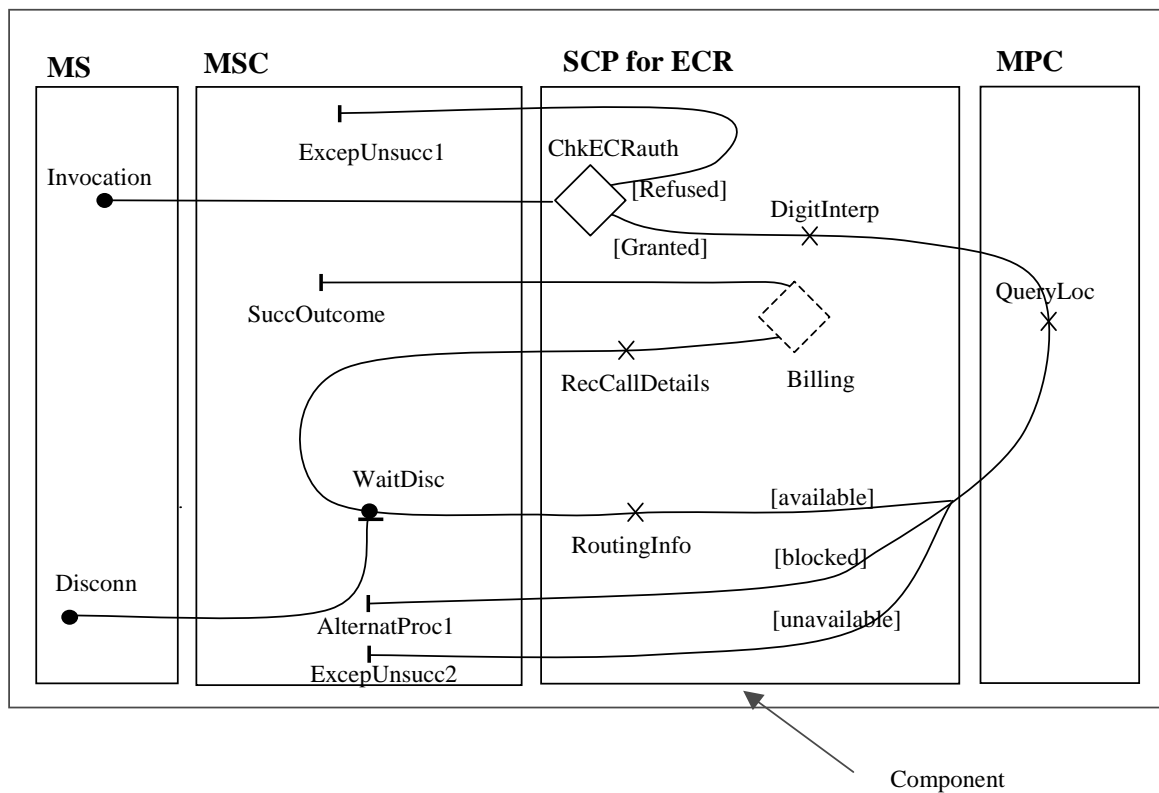 MS
MSC
SCP for ECR
MPC
ExcepUnsucc1
ChkECRauth
Invocation
[Refused]
DigitInterp
[Granted]
QueryLoc
SuccOutcome
RecCallDetails
Billing
WaitDisc
[available]
RoutingInfo
[blocked]
Disconn
AlternatProc1
[unavailable]
ExcepUnsucc2
Component